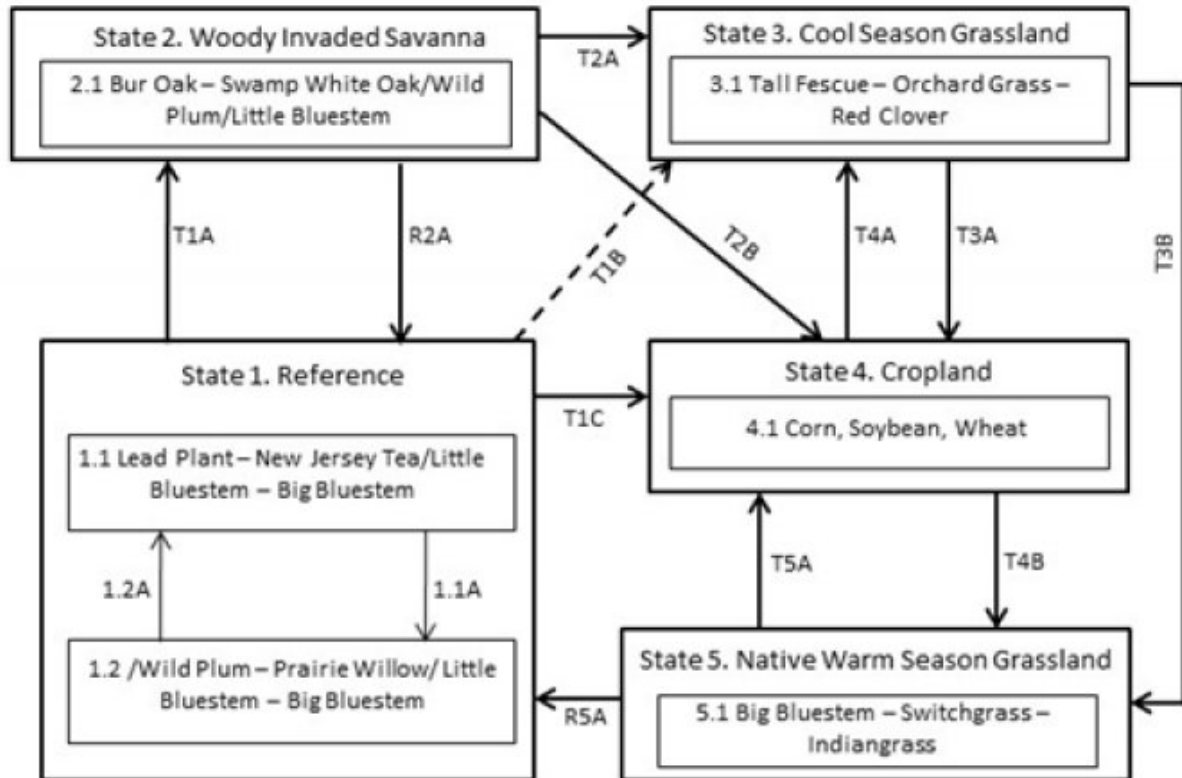 State 2. Woody Invaded Savanna
2.1 Bur Oak – Swamp White Oak/Wild
Plum/Little Bluestem
T2A
State 3. Cool Season Grassland
3.1 Tall Fescue – Orchard Grass –
Red Clover
T1A
R2A
T1B
T2B
T4A
T3A
T3B
State 1. Reference
1.1 Lead Plant – New Jersey Tea/Little
Bluestem – Big Bluestem
1.2A
1.1A
1.2 /Wild Plum – Prairie Willow/ Little
Bluestem – Big Bluestem
T1C
State 4. Cropland
4.1 Corn, Soybean, Wheat
T5A
T4B
R5A
State 5. Native Warm Season Grassland
5.1 Big Bluestem – Switchgrass –
Indiangrass